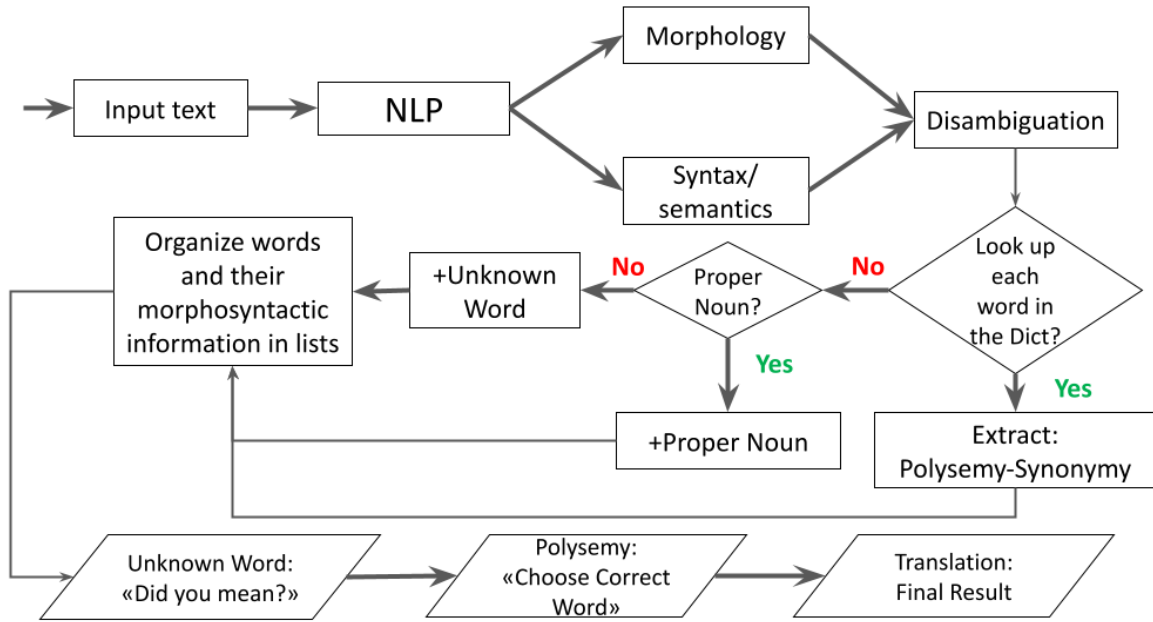 Input text
NLP
Morphology
Syntax/
semantics
Disambiguation
Look up
each
word in
the Dict?
No
Yes
Proper
Noun?
No
Yes
+Unknown
Word
Organize words
and their
morphosyntactic
information in lists
+Proper Noun
Extract:
Polysemy-Synonymy
Unknown Word:
«Did you mean?»
Polysemy:
«Choose Correct
Word»
Translation:
Final Result